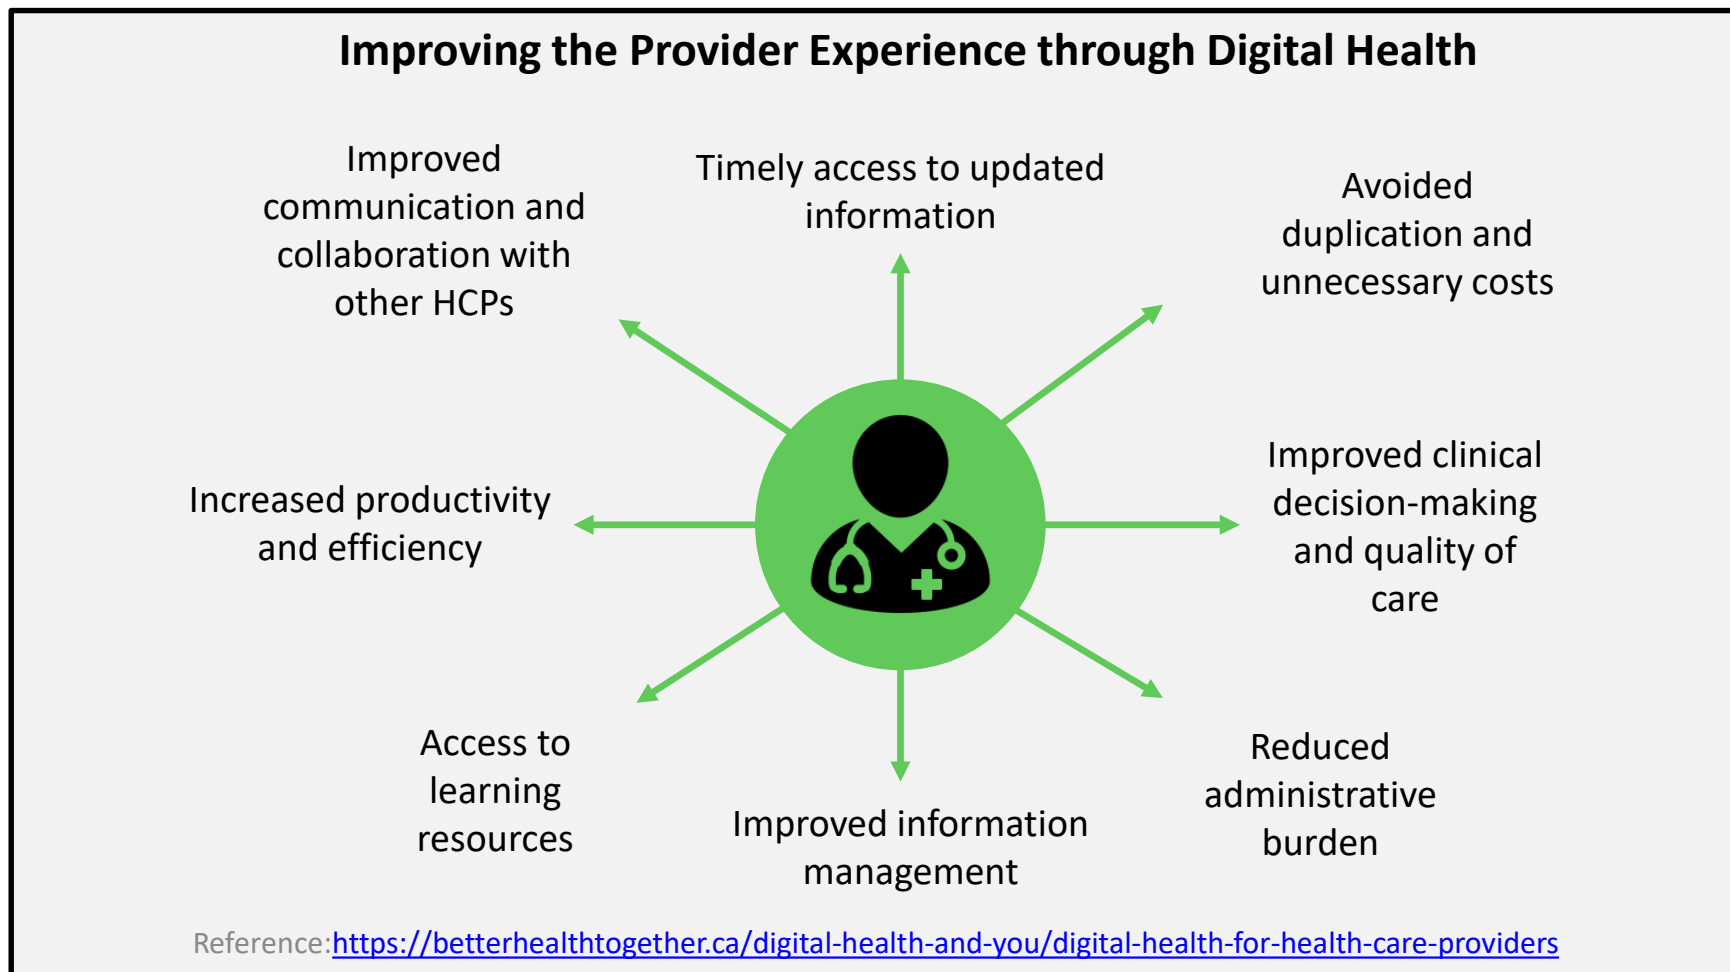 Improving the Provider Experience through Digital Health
Improved
communication and
collaboration with
other HCPs
Timely access to updated
information
Avoided
duplication and
unnecessary costs
Increased productivity
and efficiency
Improved clinical
decision-making
and quality of
care
Access to
learning
resources
Improved information
management
Reduced
administrative
burden
Reference:https://betterhealthtogether.ca/digital-health-and-you/digital-health-for-health-care-providers